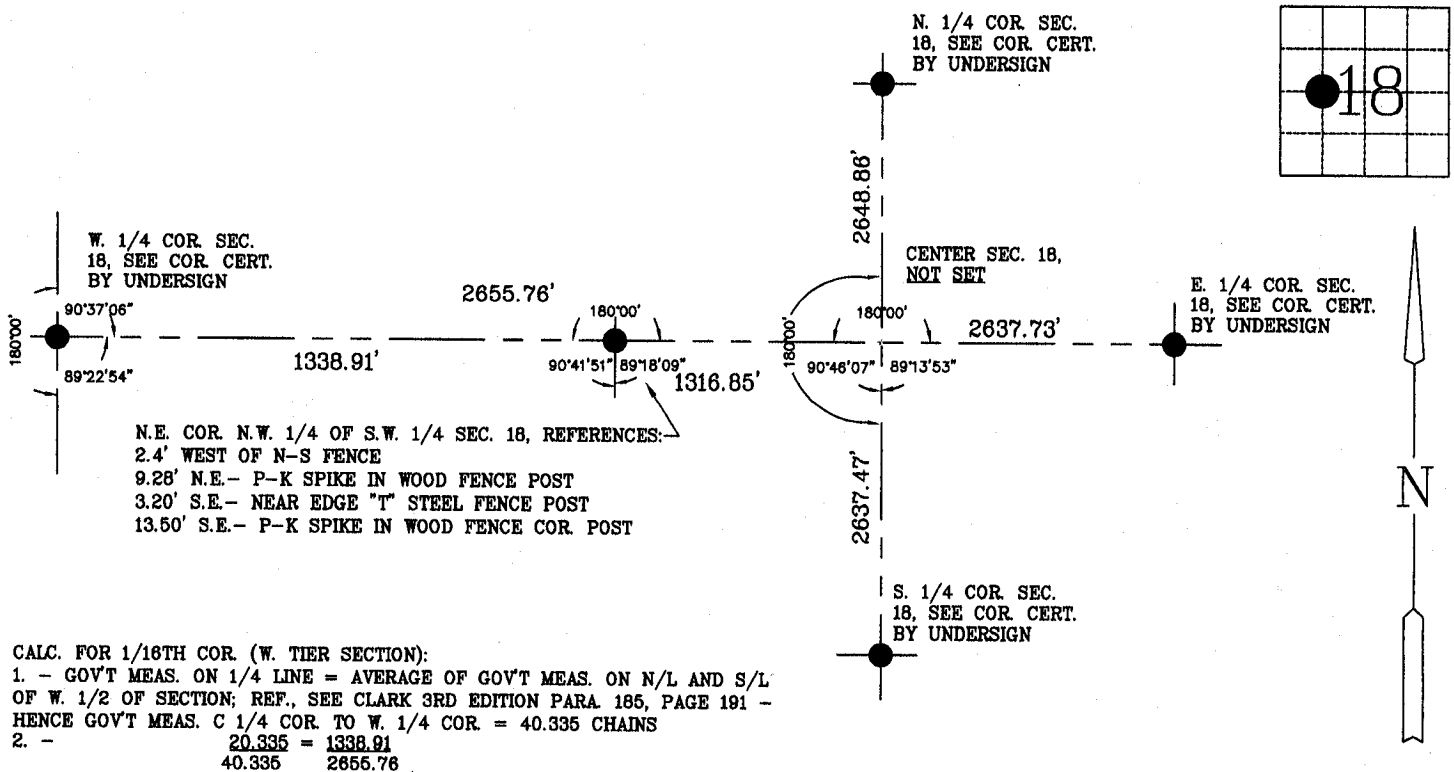 N. 1/4 COR. SEC.
18, SEE COR. CERT.
BY UNDERSIGN
18
2648.86'
W. 1/4 COR. SEC.
18, SEE COR. CERT.
BY UNDERSIGN
CENTER SEC. 18,
NOT SET
E. 1/4 COR. SEC.
18, SEE COR. CERT.
BY UNDERSIGN
180°00'
90°37'06"
89°22'54"
2655.76'
1338.91'
180°00'
90°41'51" 89°18'09"
1316.85'
180°00'
180°00'
90°46'07" 89°13'53"
2637.73'
N.E. COR. N.W. 1/4 OF S.W. 1/4 SEC. 18, REFERENCES:
2.4' WEST OF N-S FENCE
9.28' N.E.- P-K SPIKE IN WOOD FENCE POST
3.20' S.E.- NEAR EDGE "T" STEEL FENCE POST
13.50' S.E.- P-K SPIKE IN WOOD FENCE COR. POST
2637.47'
N
S. 1/4 COR. SEC.
18, SEE COR. CERT.
BY UNDERSIGN
CALC. FOR 1/16TH COR. (W. TIER SECTION):
1. - GOV'T MEAS. ON 1/4 LINE = AVERAGE OF GOV'T MEAS. ON N/L AND S/L
OF W. 1/2 OF SECTION; REF., SEE CLARK 3RD EDITION PARA. 185, PAGE 191 -
HENCE GOV'T MEAS. C 1/4 COR. TO W. 1/4 COR. = 40.335 CHAINS
2. - 20.335 = 1338.91
40.335 2655.76